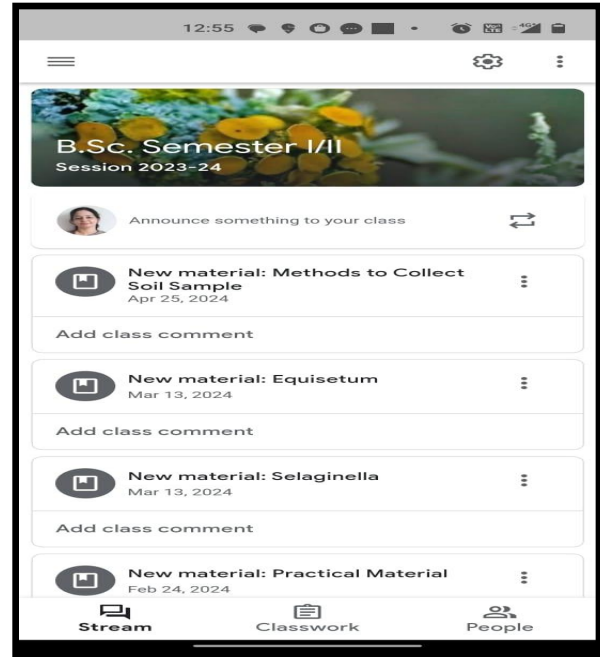 12:55
B.Sc. Semester I/II
Session 2023-24
Announce something to your class
New material: Methods to Collect
Soil Sample
Apr 25, 2024
Add class comment
New material: Equisetum
Mar 13, 2024
Add class comment
New material: Selaginella
Mar 13, 2024
Add class comment
New material: Practical Material
Feb 24, 2024
Stream Classwork People